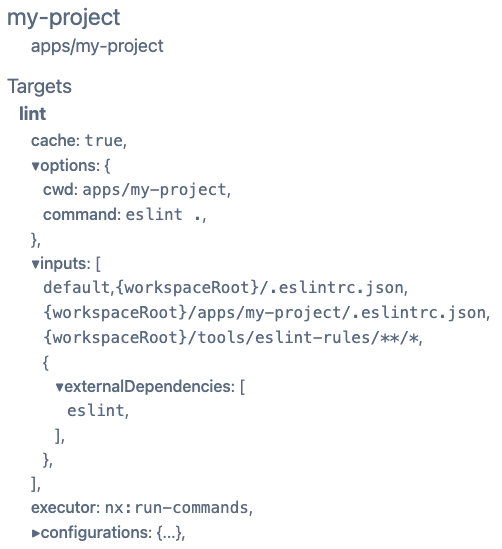 my-project
apps/my-project
Targets
lint
cache: true,
▾options: {
cwd: apps/my-project,
command: eslint .,
},
▾inputs: [
default,{workspaceRoot}/.eslintrc.json,
{workspaceRoot}/apps/my-project/.eslintrc.json,
{workspaceRoot}/tools/eslint-rules/**/*,
{
▾externalDependencies: [
eslint,
],
},
],
executor: nx:run-commands,
▸configurations: {...},